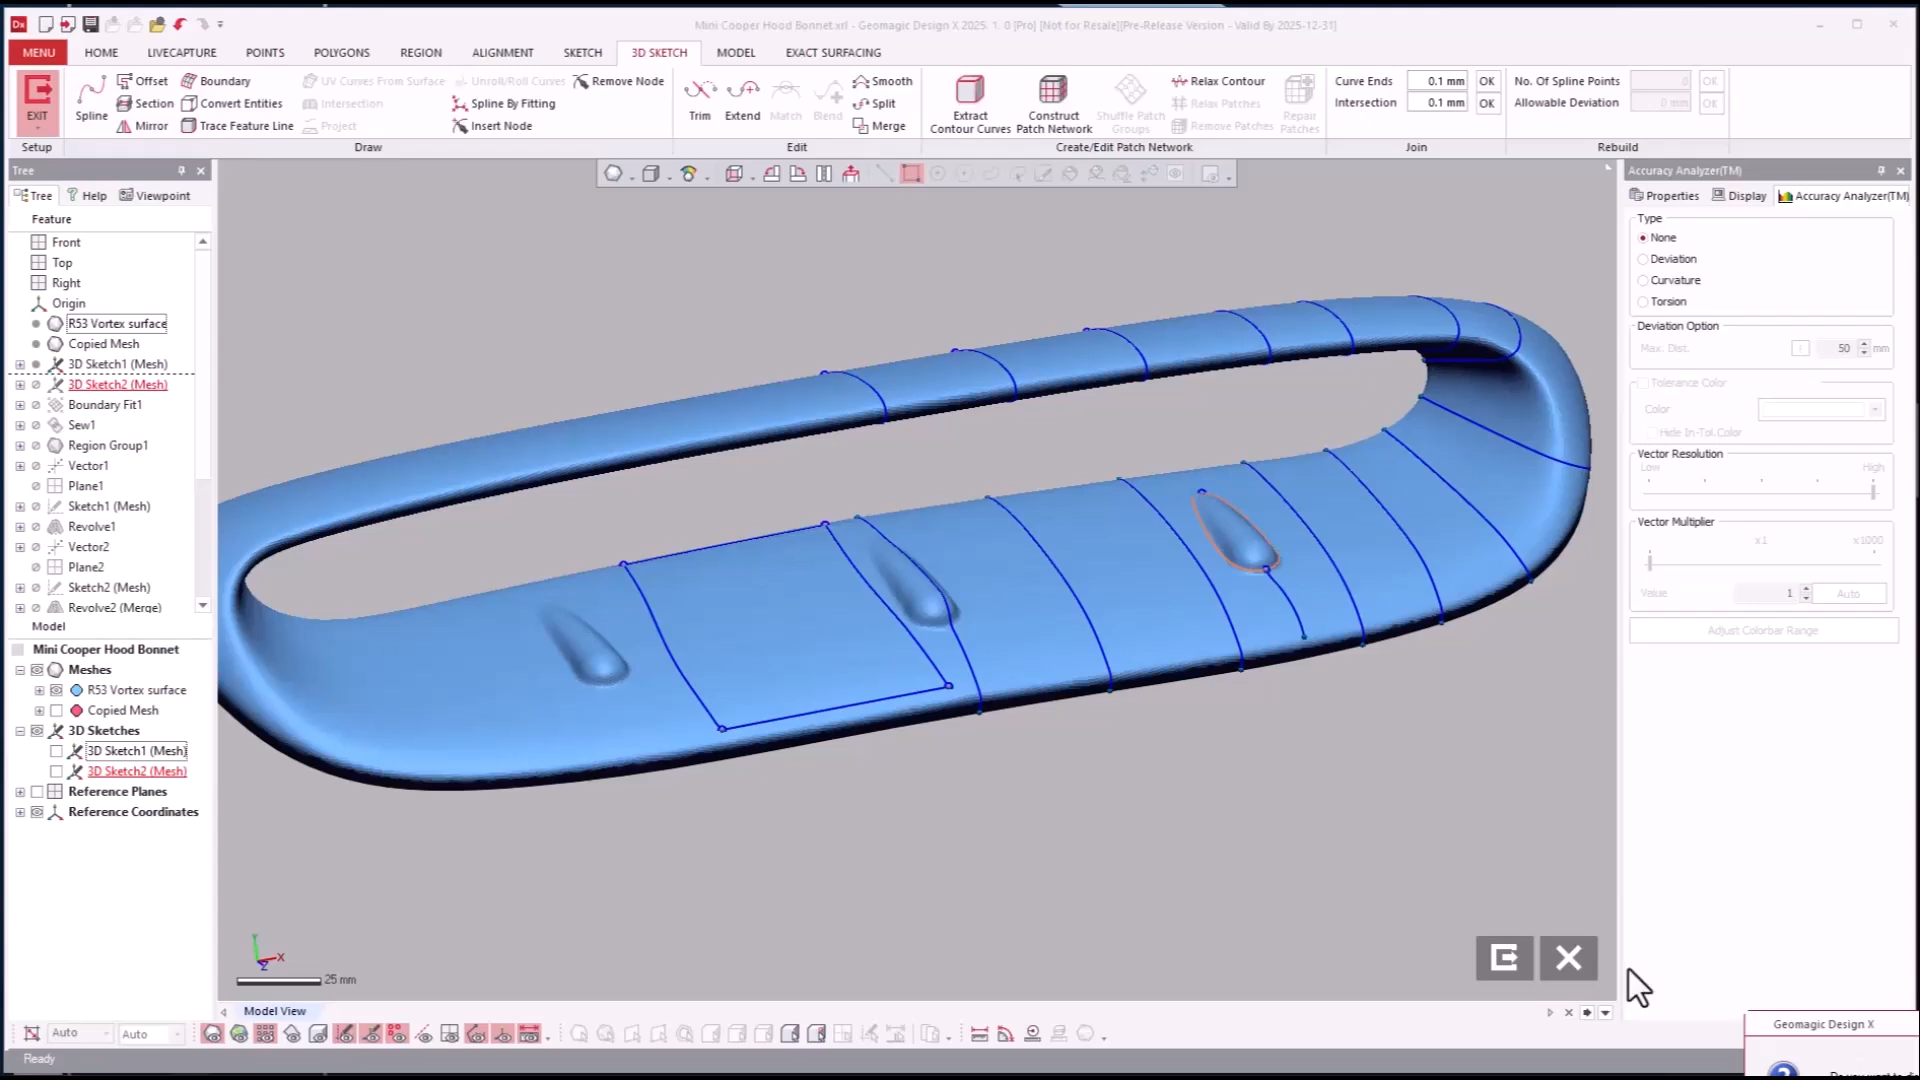 Dx
Mini Cooper Hood Bonnet.xrl - Geomagic Design X 2025. 1. 0 [Pro] [Not for Resale][Pre-Release Version - Valid By 2025-12-31]
MENU HOME LIVECAPTURE POINTS POLYGONS REGION ALIGNMENT SKETCH 3D SKETCH MODEL EXACT SURFACING
EXIT
Setup
Spline
Offset
Section
Mirror
Boundary
Convert Entities
Trace Feature Line
UV Curves From Surface
Intersection
Project
Unroll/Roll Curves
Spline By Fitting
Insert Node
Remove Node
Draw
Trim
Extend
Match
Blend
Smooth
Split
Merge
Edit
Extract
Contour Curves
Construct
Patch Network
Shuffle Patch
Groups
Relax Contour
Relax Patches
Remove Patches
Repair
Patches
Create/Edit Patch Network
Curve Ends 0.1 mm OK
Intersection 0.1 mm OK
Join
No. Of Spline Points 0 OK
Allowable Deviation 0 mm OK
Rebuild
Tree
Tree Help Viewpoint
Feature
Front
Top
Right
Origin
R53 Vortex surface
Copied Mesh
3D Sketch1 (Mesh)
3D Sketch2 (Mesh)
Boundary Fit1
Sew1
Region Group1
Vector1
Plane1
Sketch1 (Mesh)
Revolve1
Vector2
Plane2
Sketch2 (Mesh)
Revolve2 (Merge)
Model
Mini Cooper Hood Bonnet
Meshes
R53 Vortex surface
Copied Mesh
3D Sketches
3D Sketch1 (Mesh)
3D Sketch2 (Mesh)
Reference Planes
Reference Coordinates
Y
X
Z
25 mm
Model View
Auto Auto
Ready
Accuracy Analyzer(TM)
Properties Display Accuracy Analyzer(TM)
Type
None
Deviation
Curvature
Torsion
Deviation Option
Max. Dist. 50 mm
Tolerance Color
Color
Hide In-Tol.Color
Vector Resolution
Low High
Vector Multiplier
x1 x1000
Value 1 Auto
Adjust Colorbar Range
Geomagic Design X